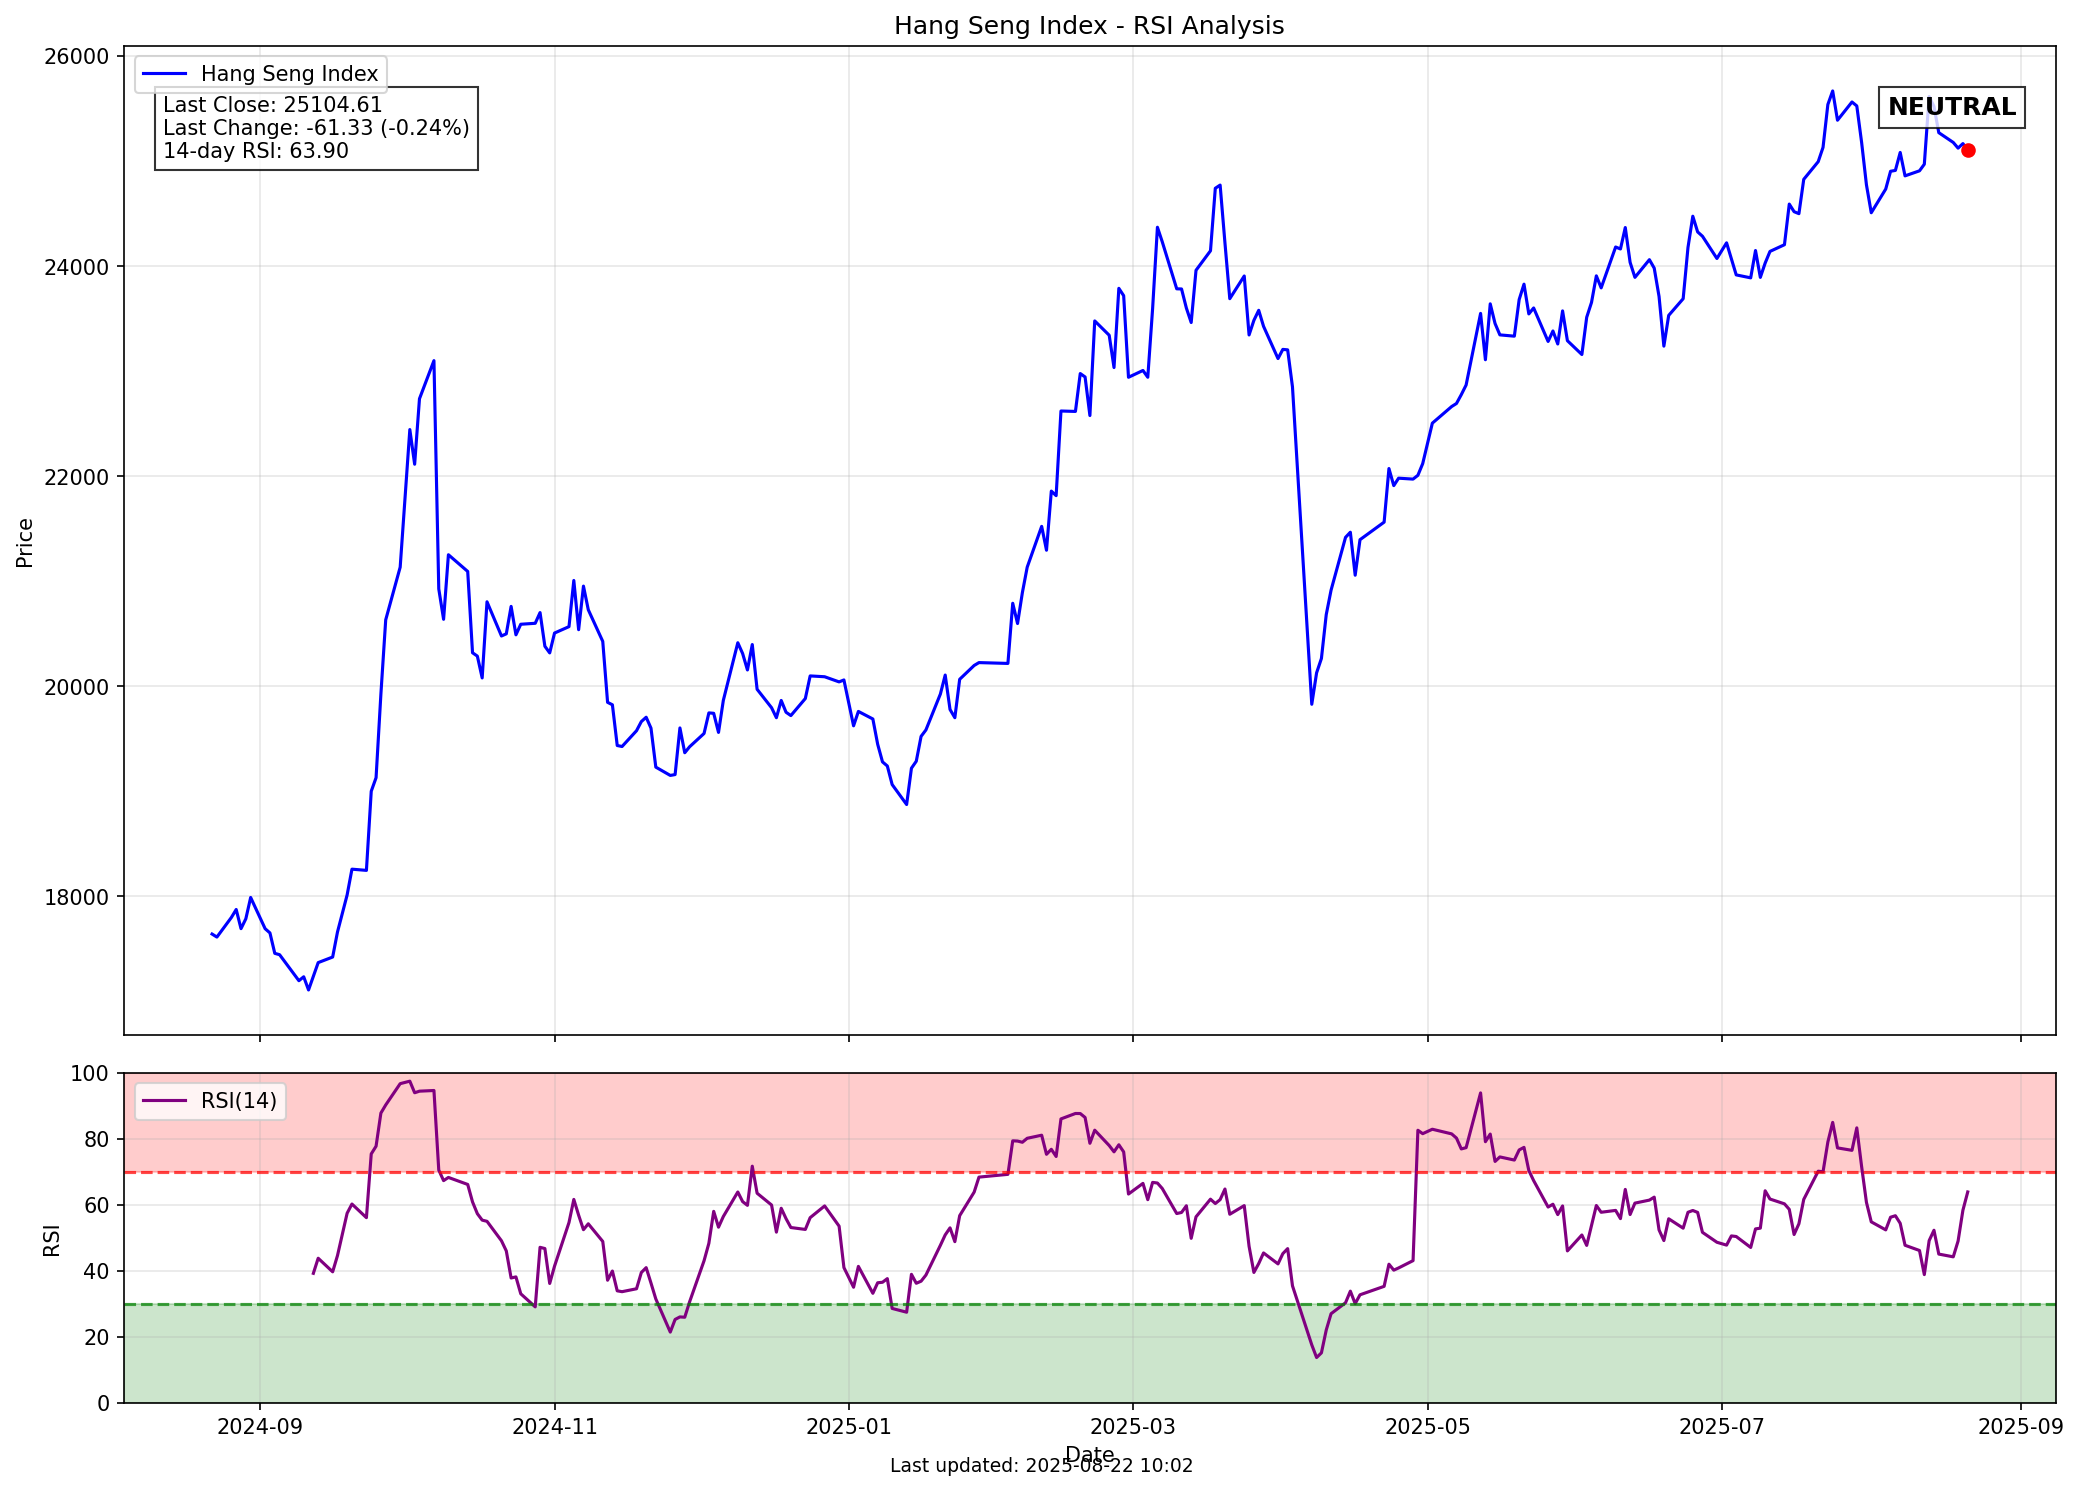 Hang Seng Index - RSI Analysis
26000
Hang Seng Index
Last Close: 25104.61
Last Change: -61.33 (-0.24%)
14-day RSI: 63.90
NEUTRAL
24000
22000
Price
20000
18000
100
RSI(14)
80
60
RSI
40
20
0
2024-09
2024-11
2025-01
2025-03
2025-05
2025-07
2025-09
Date
Last updated: 2025-08-22 10:02